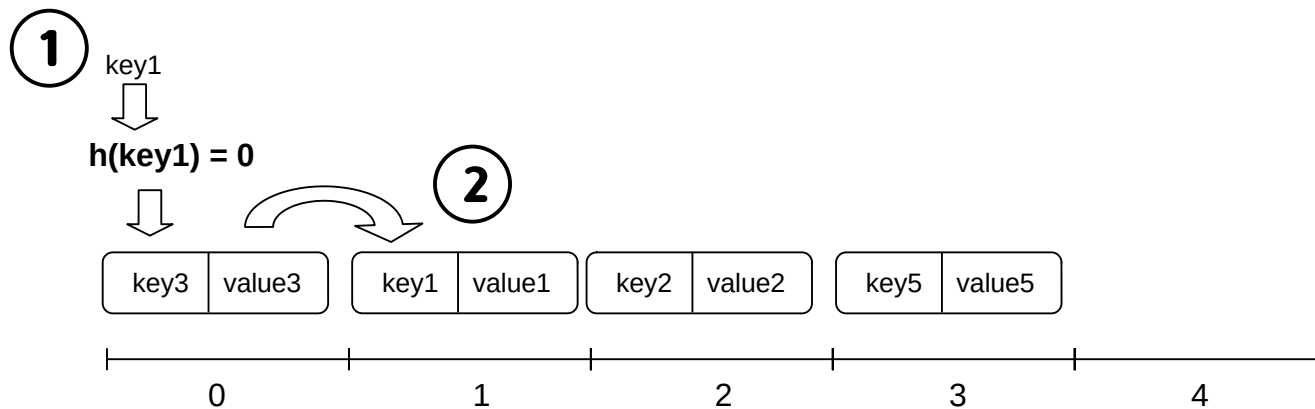 1
key1
h(key1) = 0
2
key3 value3 key1 value1 key2 value2 key5 value5
0 1 2 3 4